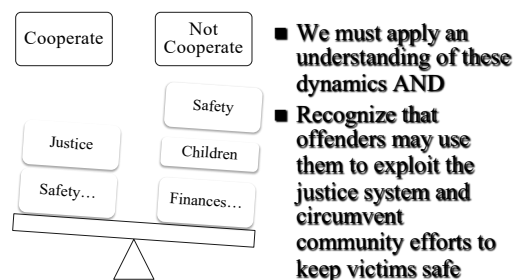 Cooperate
Not
Cooperate
Safety
Justice
Children
Safety…
Finances…
■ We must apply an
understanding of these
dynamics AND
■ Recognize that
offenders may use
them to exploit the
justice system and
circumvent
community efforts to
keep victims safe